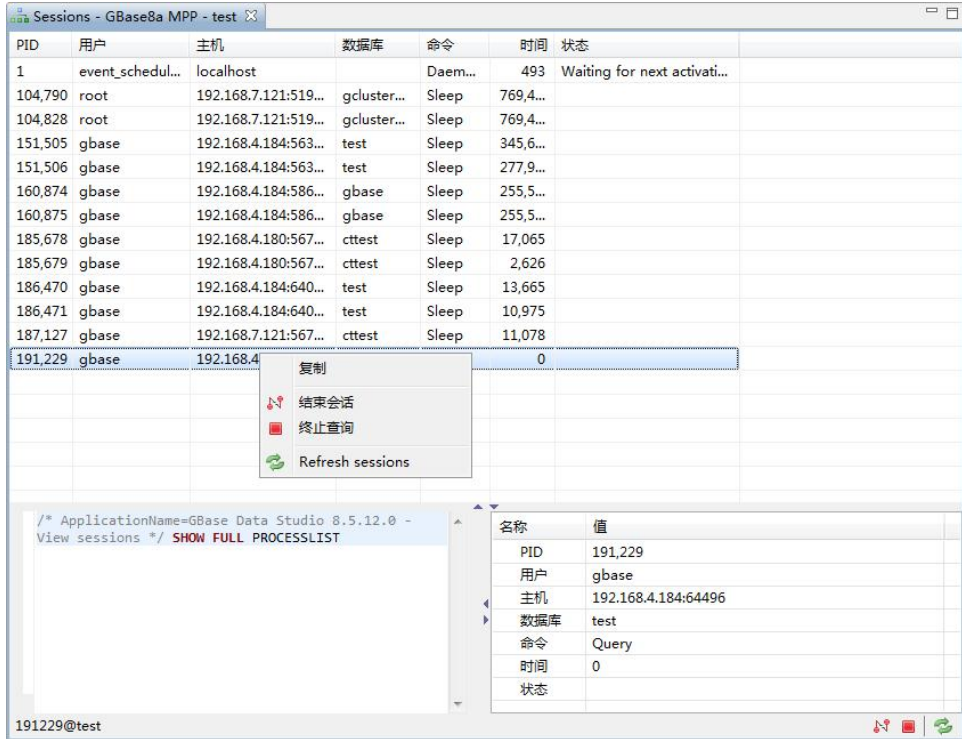 Sessions - GBase8a MPP - test
PID 用户 主机 数据库 命令 时间 状态
1 event_schedul... localhost Daem... 493 Waiting for next activati...
104,790 root 192.168.7.121:519... gcluster... Sleep 769,4...
104,828 root 192.168.7.121:519... gcluster... Sleep 769,4...
151,505 gbase 192.168.4.184:563... test Sleep 345,6...
151,506 gbase 192.168.4.184:563... test Sleep 277,9...
160,874 gbase 192.168.4.184:586... gbase Sleep 255,5...
160,875 gbase 192.168.4.184:586... gbase Sleep 255,5...
185,678 gbase 192.168.4.180:567... cttest Sleep 17,065
185,679 gbase 192.168.4.180:567... cttest Sleep 2,626
186,470 gbase 192.168.4.184:640... test Sleep 13,665
186,471 gbase 192.168.4.184:640... test Sleep 10,975
187,127 gbase 192.168.7.121:567... cttest Sleep 11,078
191,229 gbase 192.168.4 0
复制
结束会话
终止查询
Refresh sessions
/* ApplicationName=GBase Data Studio 8.5.12.0 -
View sessions */ SHOW FULL PROCESSLIST
名称 值
PID 191,229
用户 gbase
主机 192.168.4.184:64496
数据库 test
命令 Query
时间 0
状态
191229@test